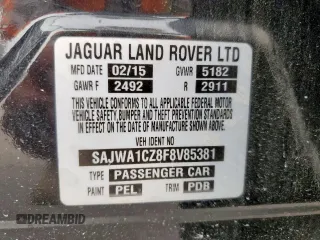 JAGUAR LAND ROVER LTD
MFD DATE 02/15 GVWR 5182
GAWR F 2492 R 2911
THIS VEHICLE CONFORMS TO ALL APPLICABLE FEDERAL MOTOR
VEHICLE SAFETY, BUMPER AND THEFT PREVENTION STANDARDS
IN EFFECT ON THE DATE OF MANUFACTURE SHOWN ABOVE.
VEH IDENT NO
SAJWA1CZ8F8V85381
TYPE PASSENGER CAR
PAINT PEL TRIM PDB
DREAMBID